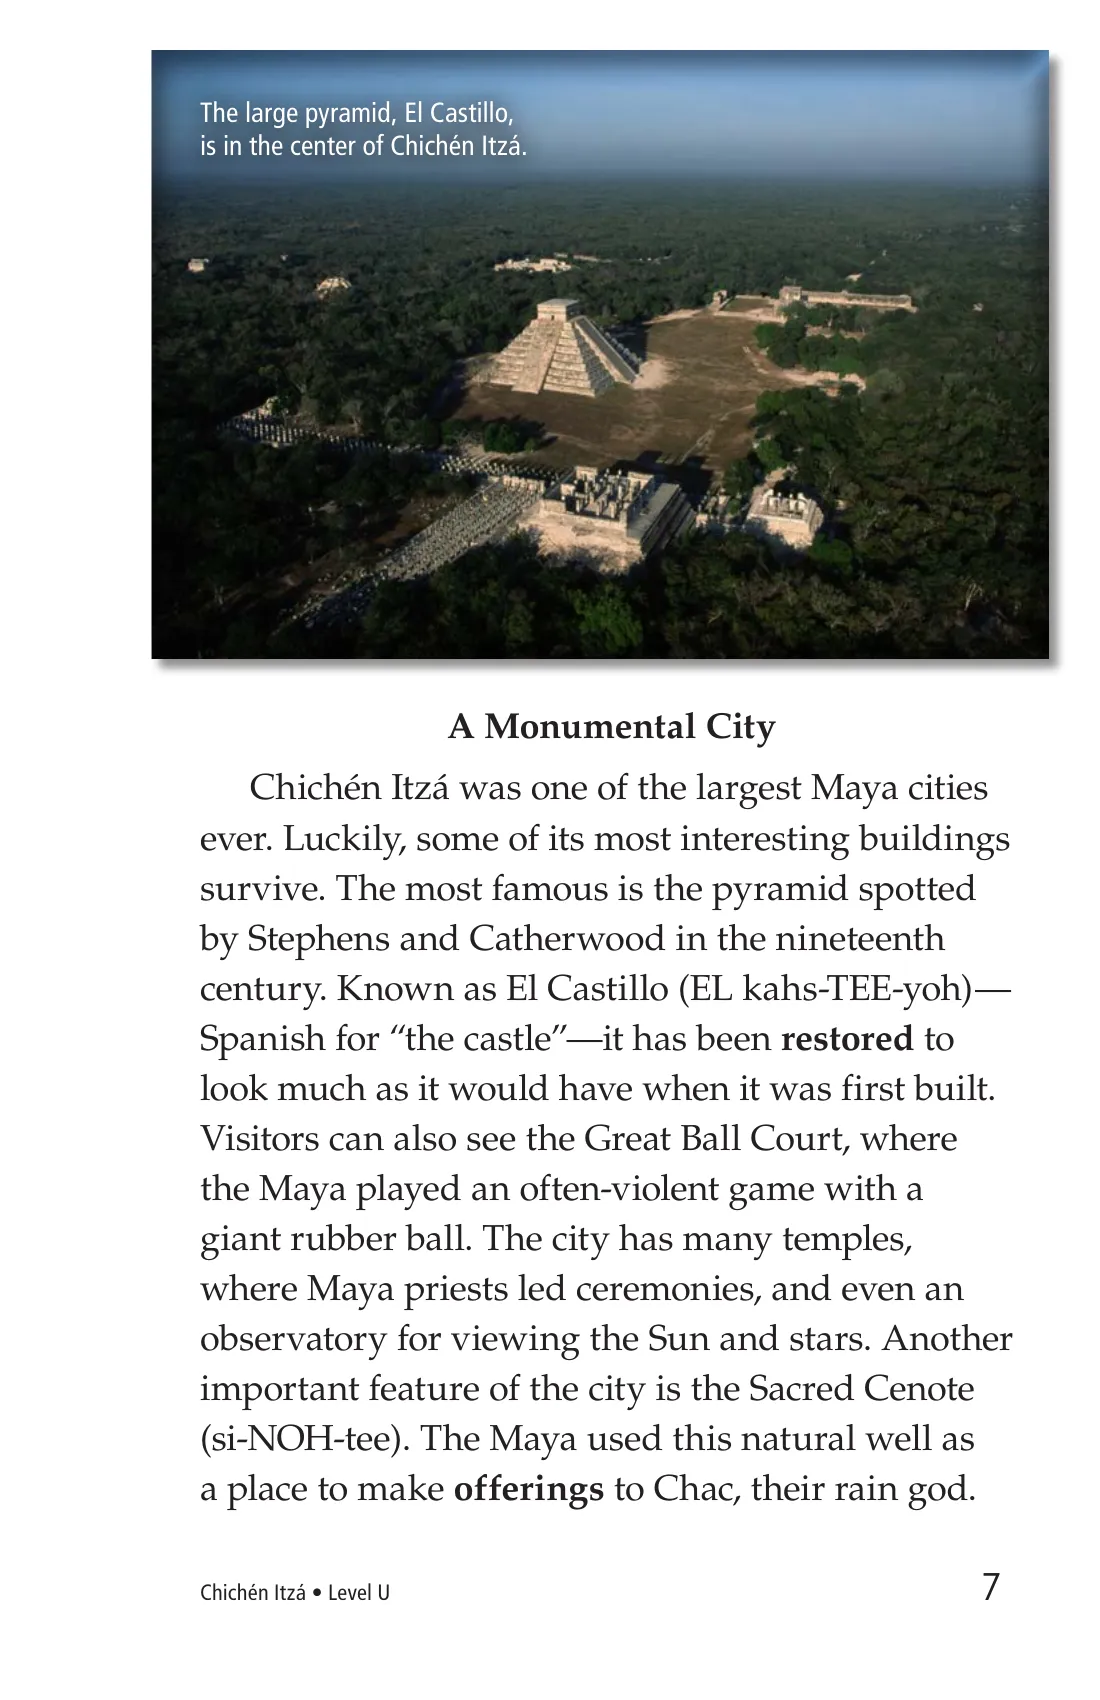 The large pyramid, El Castillo,
is in the center of Chichén Itzá.
A Monumental City
Chichén Itzá was one of the largest Maya cities
ever. Luckily, some of its most interesting buildings
survive. The most famous is the pyramid spotted
by Stephens and Catherwood in the nineteenth
century. Known as El Castillo (EL kahs-TEE-yoh)—
Spanish for “the castle”—it has been restored to
look much as it would have when it was first built.
Visitors can also see the Great Ball Court, where
the Maya played an often-violent game with a
giant rubber ball. The city has many temples,
where Maya priests led ceremonies, and even an
observatory for viewing the Sun and stars. Another
important feature of the city is the Sacred Cenote
(si-NOH-tee). The Maya used this natural well as
a place to make offerings to Chac, their rain god.
Chichén Itzá • Level U
7